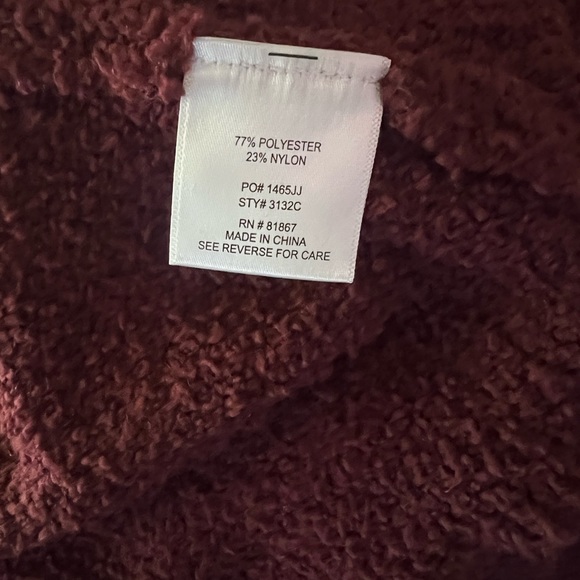 77% POLYESTER
23% NYLON
PO# 1465JJ
STY# 3132C
RN # 81867
MADE IN CHINA
SEE REVERSE FOR CARE